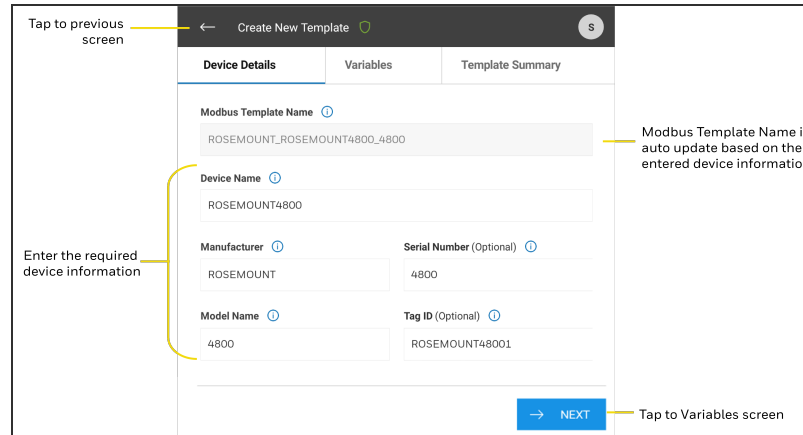 Tap to previous
screen
Create New Template
S
Device Details
Variables
Template Summary
Modbus Template Name
ROSEMOUNT_ROSEMOUNT4800_4800
Modbus Template Name i
auto update based on the
entered device informatio
Device Name
ROSEMOUNT4800
Enter the required
device information
Manufacturer
Serial Number (Optional)
ROSEMOUNT
4800
Model Name
Tag ID (Optional)
4800
ROSEMOUNT48001
NEXT
Tap to Variables screen